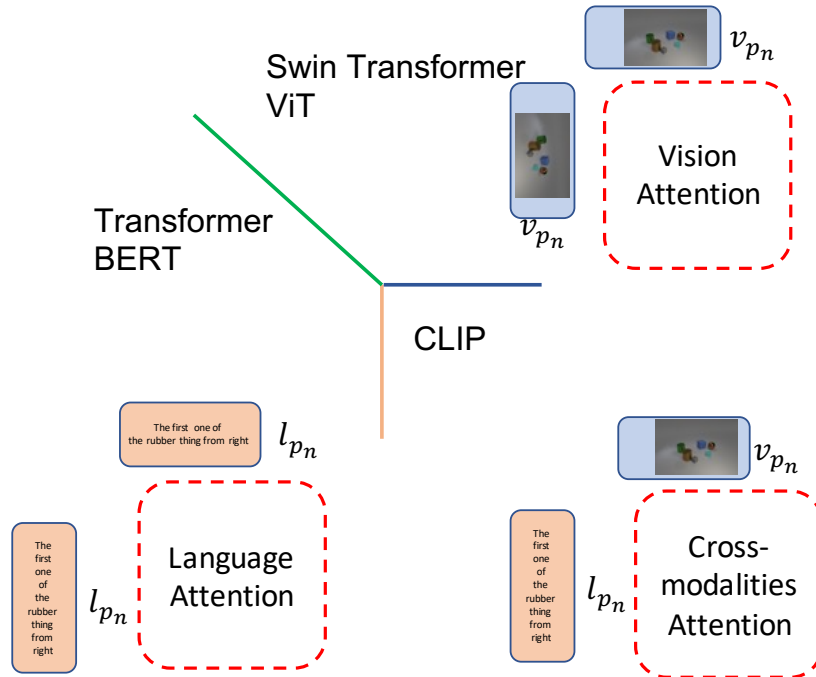 Swin Transformer
ViT
v_{p_n}
Vision
Attention
v_{p_n}
Transformer
BERT
CLIP
The first one of
the rubber thing from right
l_{p_n}
v_{p_n}
The
first
one
of
the
rubber
thing
from
right
l_{p_n}
Language
Attention
The
first
one
of
the
rubber
thing
from
right
l_{p_n}
Cross-
modalities
Attention